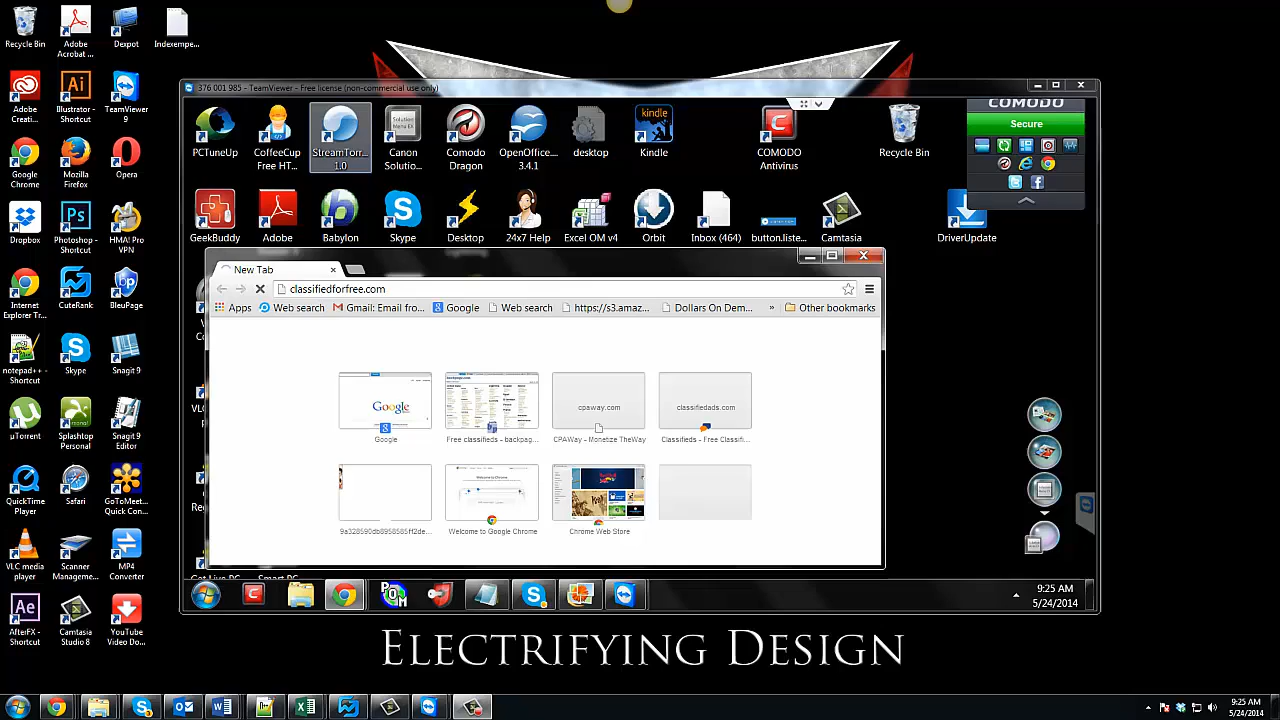 Recycle Bin
Adobe Acrobat ...
Dexpot
Indexempe...
Adobe Creati...
Illustrator - Shortcut
TeamViewer 9
Google Chrome
Mozilla Firefox
Opera
Dropbox
Photoshop - Shortcut
HMA! Pro VPN
Internet Explorer Tr...
CuteRank
BleuPage
notepad++ - Shortcut
Skype
Snagit 9
µTorrent
Splashtop Personal
Snagit 9 Editor
QuickTime Player
Safari
GoToMeet... Quick Con...
VLC media player
Scanner Manageme...
MP4 Converter
AfterFX - Shortcut
Camtasia Studio 8
YouTube Video Do...
376 001 985 - TeamViewer - Free license (non-commercial use only)
PCTuneUp
CoffeeCup Free HT...
StreamTorr... 1.0
Canon Solutio...
Comodo Dragon
OpenOffice... 3.4.1
desktop
Kindle
COMODO Antivirus
Recycle Bin
COMODO
Secure
GeekBuddy
Adobe
Babylon
Skype
Desktop
24x7 Help
Excel OM v4
Orbit
Inbox (464)
button.liste...
Camtasia
DriverUpdate
New Tab
classifiedforfree.com
Apps
Web search
Gmail: Email fro...
Google
Web search
https://s3.amaz...
Dollars On Dem...
»
Other bookmarks
Google
cpaway.com
classifiedads.com
Google
Free classifieds - backpag...
CPAWay - Monetize TheWay
Classifieds - Free Classifi...
9a328590db8958585ff2de...
Welcome to Google Chrome
Chrome Web Store
9:25 AM
5/24/2014
Electrifying Design
9:25 AM
5/24/2014